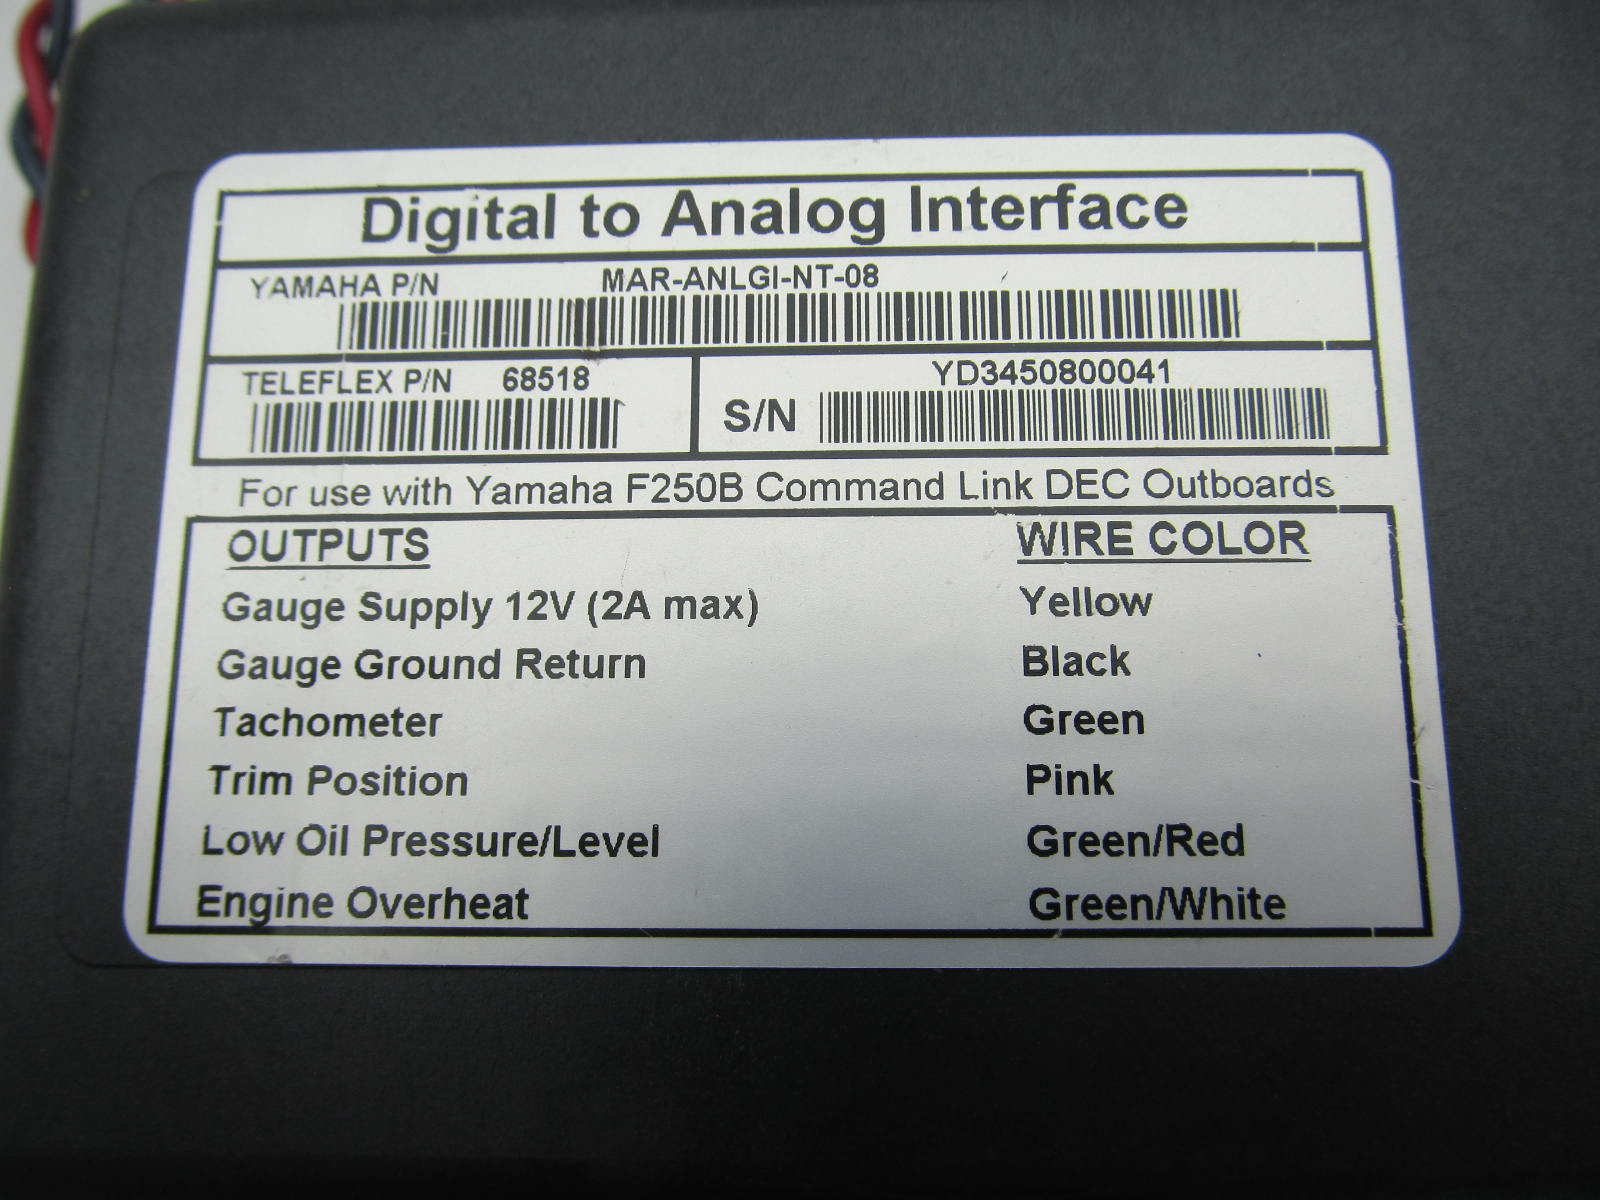 Digital to Analog Interface
YAMAHA P/N MAR-ANLGI-NT-08
TELEFLEX P/N 68518
YD3450800041
S/N
For use with Yamaha F250B Command Link DEC Outboards
OUTPUTS WIRE COLOR
Gauge Supply 12V (2A max) Yellow
Gauge Ground Return Black
Tachometer Green
Trim Position Pink
Low Oil Pressure/Level Green/Red
Engine Overheat Green/White